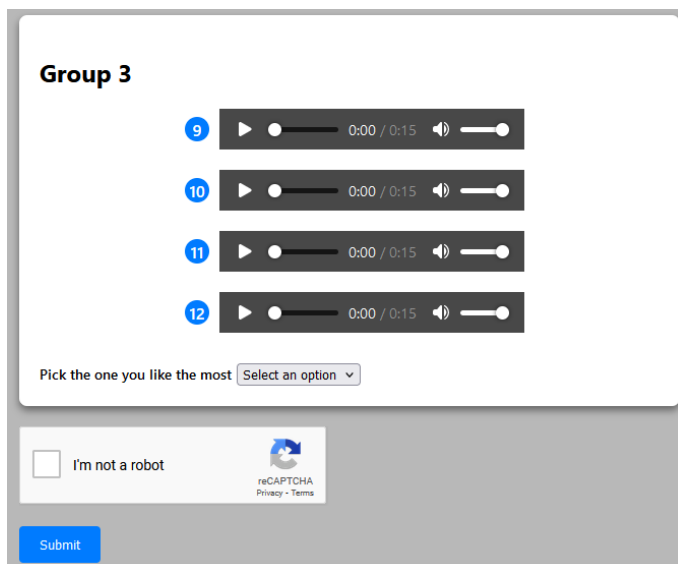 Group 3
9 0:00 / 0:15
10 0:00 / 0:15
11 0:00 / 0:15
12 0:00 / 0:15
Pick the one you like the most Select an option
I'm not a robot
reCAPTCHA
Privacy - Terms
Submit